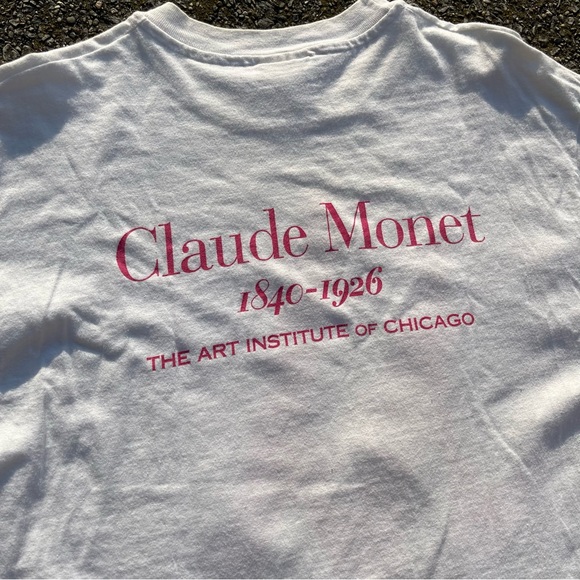 Claude Monet
1840-1926
THE ART INSTITUTE OF CHICAGO